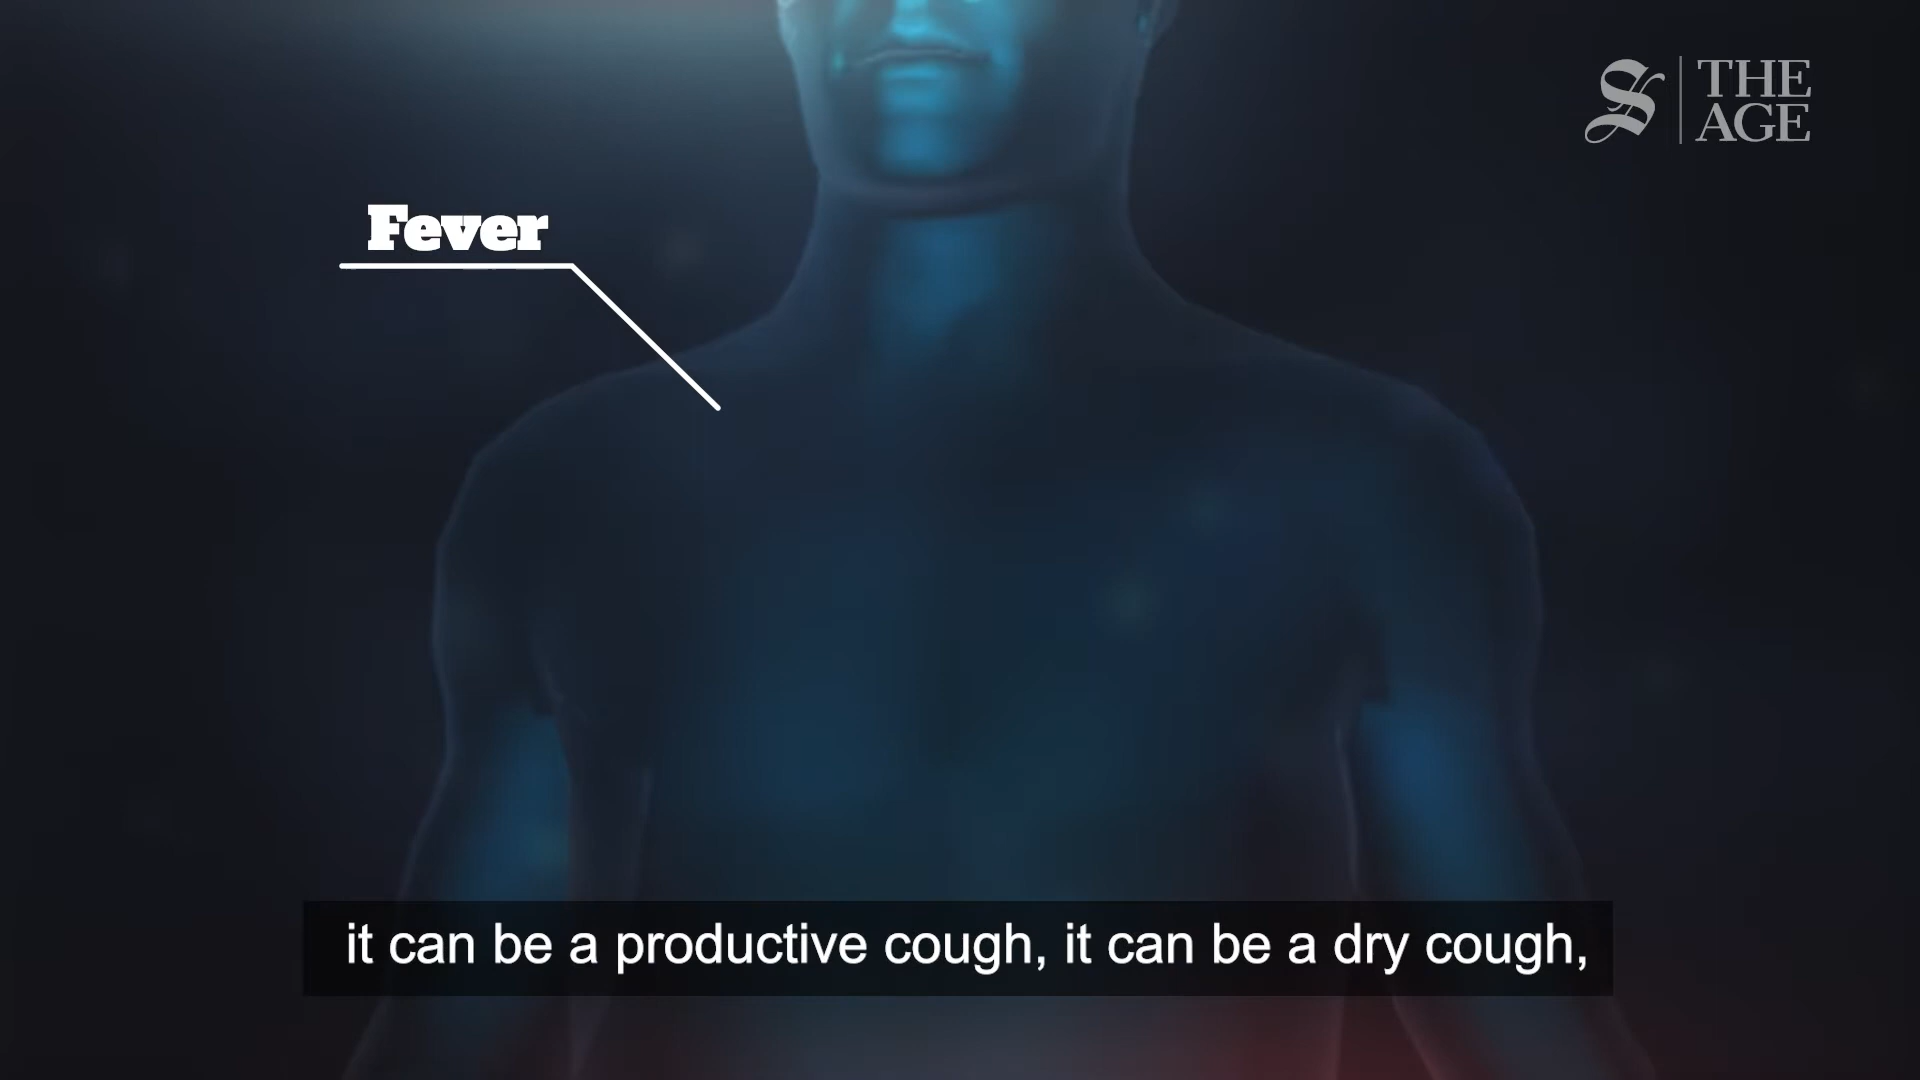 THE
AGE
Fever
it can be a productive cough, it can be a dry cough,